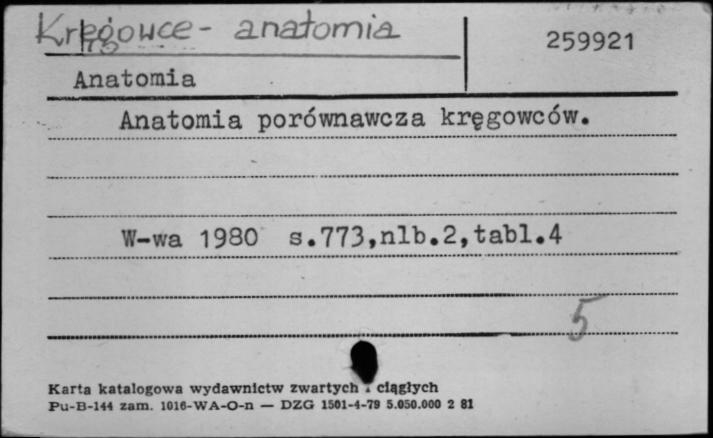 Kręgowce - anatomia
259921
Anatomia
Anatomia porównawcza kręgowców.
W-wa 1980 s.773,nlb.2,tabl.4
5
Karta katalogowa wydawnictw zwartych i ciągłych
Pu-B-144 zam. 1016-WA-O-n — DZG 1501-4-79 5.050.000 2 81